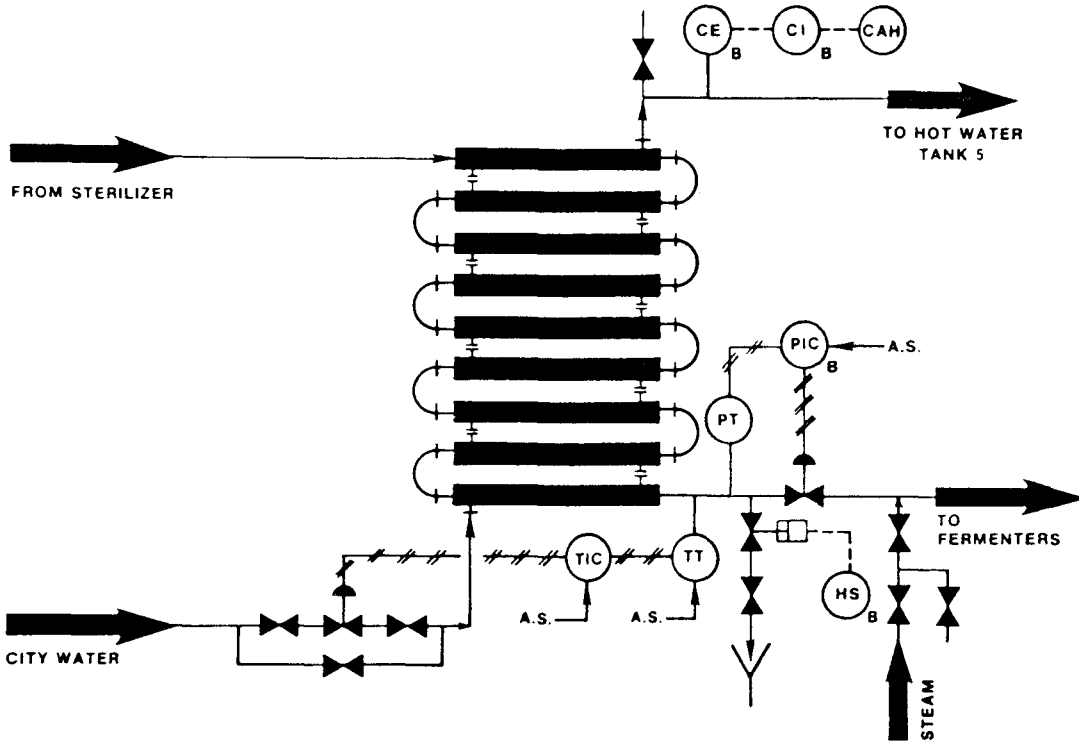 CE
CI
CAH
B
B
TO HOT WATER
TANK 5
FROM STERILIZER
PIC
B
A.S.
PT
TO
FERMENTERS
TIC
TT
HS
B
A.S.
A.S.
CITY WATER
STEAM